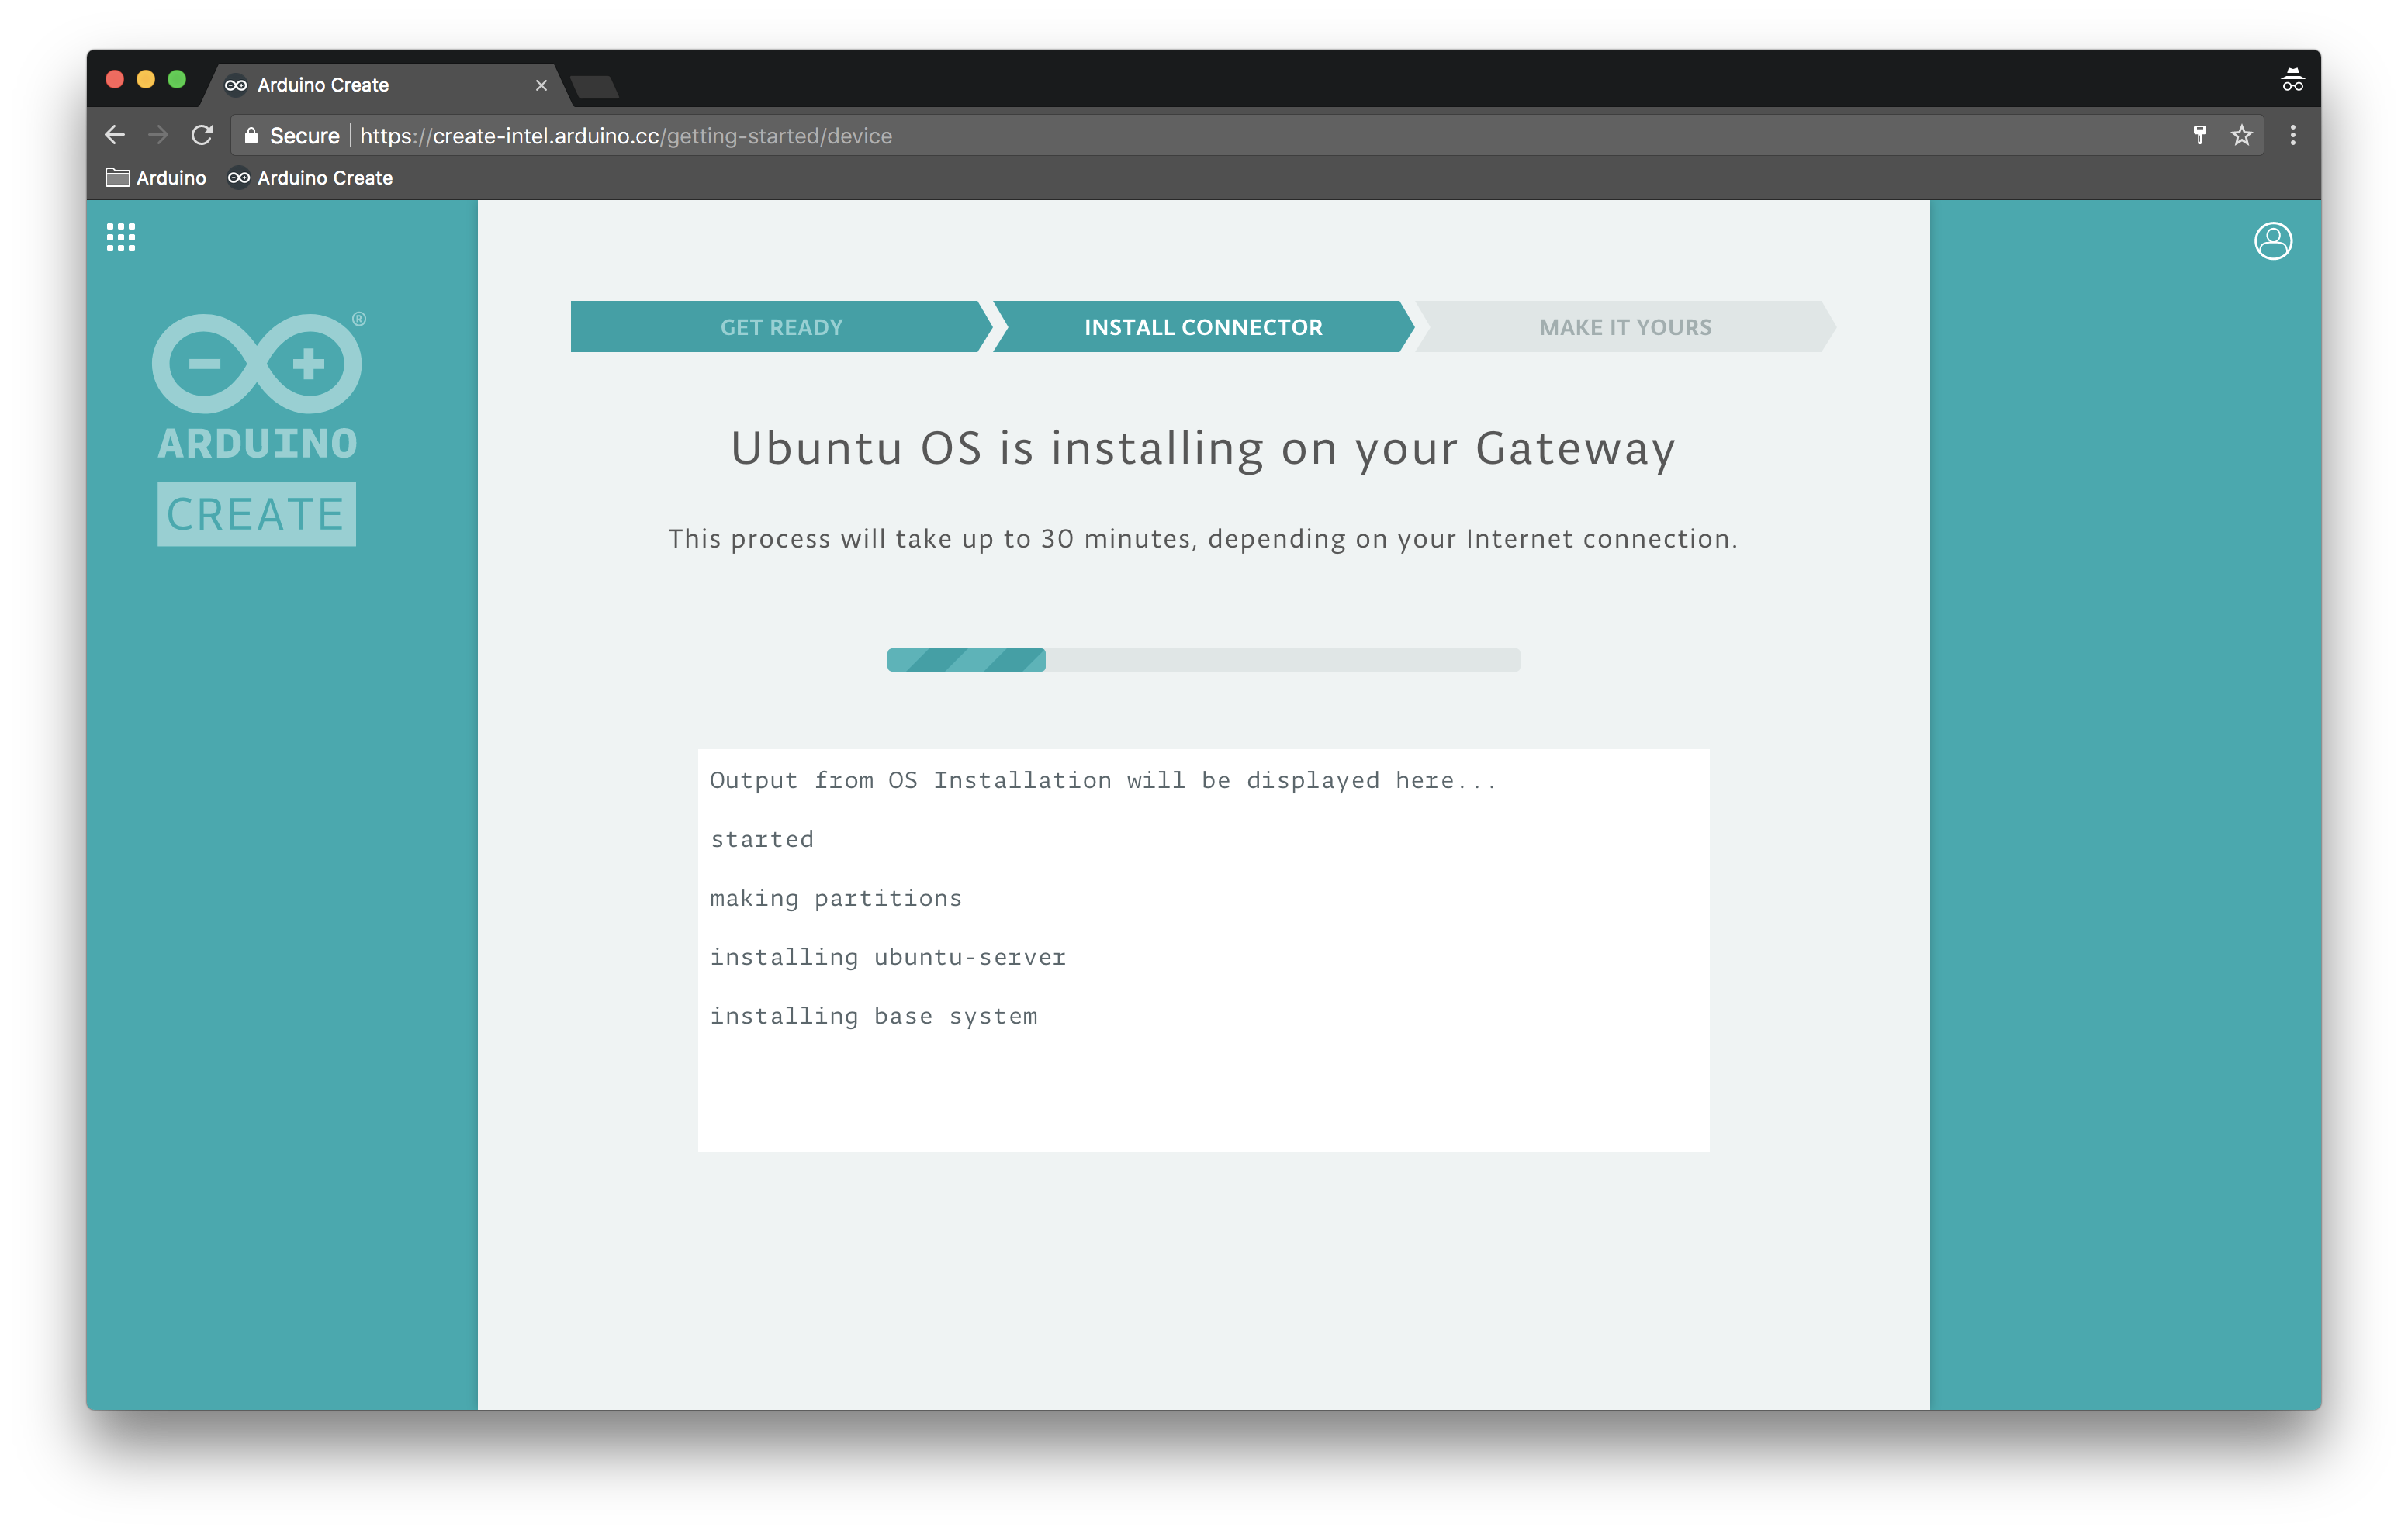 Arduino Create
Secure https://create-intel.arduino.cc/getting-started/device
Arduino Arduino Create
®
ARDUINO
CREATE
GET READY INSTALL CONNECTOR MAKE IT YOURS
Ubuntu OS is installing on your Gateway
This process will take up to 30 minutes, depending on your Internet connection.
Output from OS Installation will be displayed here...
started
making partitions
installing ubuntu-server
installing base system